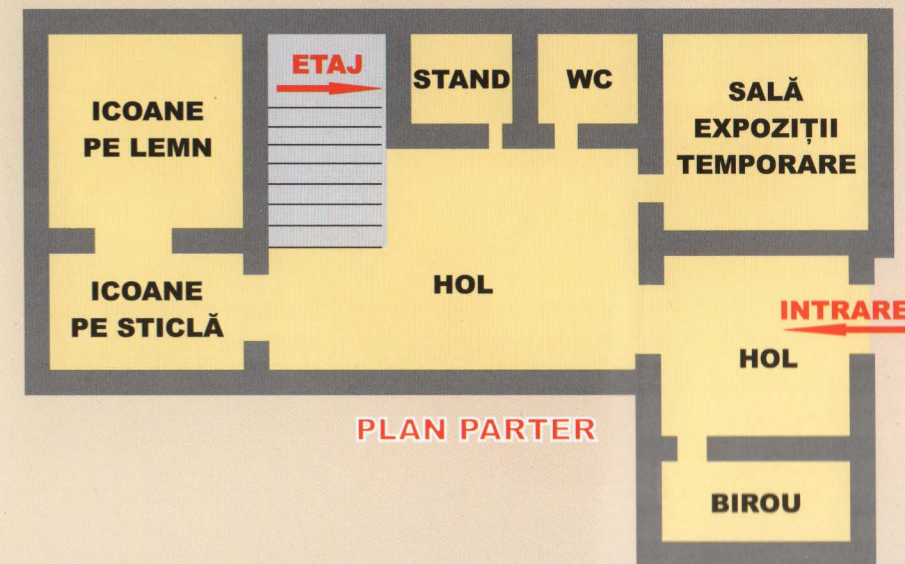 ICOANE
PE LEMN
ETAJ
STAND
WC
SALĂ
EXPOZIȚII
TEMPORARE
ICOANE
PE STICLĂ
HOL
INTRARE
HOL
PLAN PARTER
BIROU